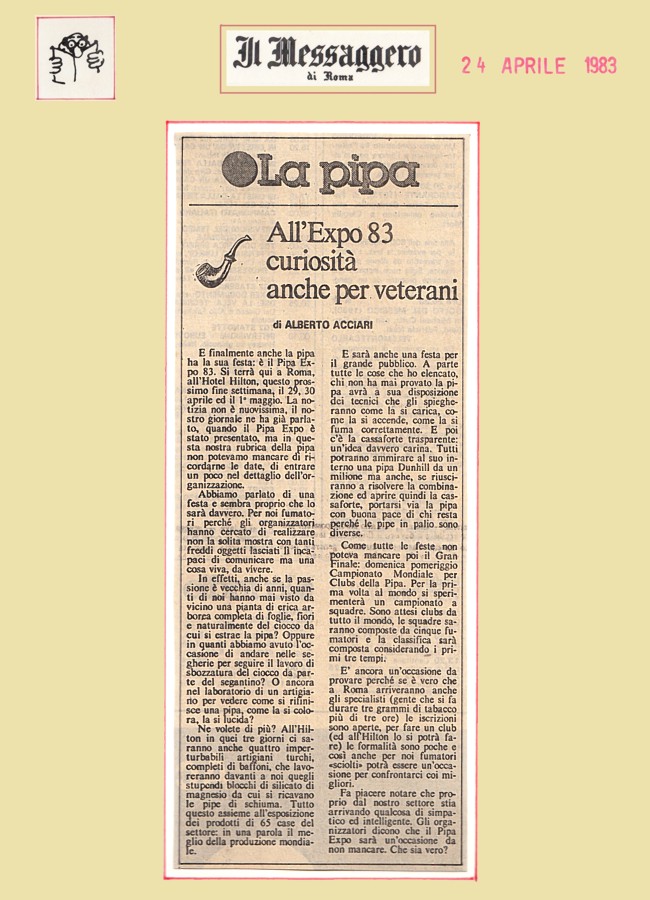 Il Messaggero
di Roma
24 APRILE 1983
La pipa
All'Expo 83
curiosità
anche per veterani
di ALBERTO ACCIARI
E finalmente anche la pipa
ha la sua festa: è il Pipa Ex-
po 83. Si terrà qui a Roma,
all'Hotel Hilton, questo pros-
simo fine settimana, il 29, 30
aprile ed il 1° maggio. La no-
tizia non è nuovissima, il no-
stro giornale ne ha già parla-
to, quando il Pipa Expo è
stato presentato, ma in que-
sta nostra rubrica della pipa
non potevamo mancare di ri-
cordarne le date, di entrare
un poco nel dettaglio dell'or-
ganizzazione.
Abbiamo parlato di una
festa e sembra proprio che lo
sarà davvero. Per noi fumato-
ri perché gli organizzatori
hanno cercato di realizzare
non la solita mostra con tanti
freddi oggetti lasciati lì inca-
paci di comunicare ma una
cosa viva, da vivere.
In effetti, anche se la pas-
sione è vecchia di anni, quan-
ti di noi hanno mai visto da
vicino una pianta di erica ar-
borea completa di foglie, fiori
e naturalmente del ciocco da
cui si estrae la pipa? Oppure
in quanti abbiamo avuto l'oc-
casione di andare nelle se-
gherie per seguire il lavoro di
sbozzatura del ciocco da par-
te del segantino? O ancora
nel laboratorio di un artigia-
no per vedere come si rifini-
sce una pipa, come la si colo-
ra, la si lucida?
Ne volete di più? All'Hil-
ton in quei tre giorni ci sa-
ranno anche quattro imper-
turbabili artigiani turchi,
completi di baffoni, che lavo-
reranno davanti a noi quegli
stupendi blocchi di silicato di
magnesio da cui si ricavano
le pipe di schiuma. Tutto
questo assieme all'esposizione
dei prodotti di 65 case del
settore: in una parola il me-
glio della produzione mondia-
le.
E sarà anche una festa per
il grande pubblico. A parte
tutte le cose che ho elencato,
chi non ha mai provato la pi-
pa avrà a sua disposizione
dei tecnici che gli spieghe-
ranno come la si carica, co-
me la si accende, come la si
fuma correttamente. E poi
c'è la cassaforte trasparente:
un'idea davvero carina. Tutti
potranno ammirare al suo in-
terno una pipa Dunhill da un
milione ma anche, se riusci-
ranno a risolvere la combina-
zione ed aprire quindi la cas-
saforte, portarsi via la pipa
con buona pace di chi resta
perché le pipe in palio sono
diverse.
Come tutte le feste non
poteva mancare poi il Gran
Finale: domenica pomeriggio
Campionato Mondiale per
Clubs della Pipa. Per la pri-
ma volta al mondo si speri-
menterà un campionato a
squadre. Sono attesi clubs da
tutto il mondo, le squadre sa-
ranno composte da cinque fu-
matori e la classifica sarà
composta considerando i pri-
mi tre tempi.
E' ancora un'occasione da
provare perché se è vero che
a Roma arriveranno anche
gli specialisti (gente che si fa
durare tre grammi di tabacco
più di tre ore) le iscrizioni
sono aperte, per fare un club
(ed all'Hilton lo si potrà fa-
re) le formalità sono poche e
così anche per noi fumatori
«sciolti» potrà essere un'occa-
sione per confrontarci coi mi-
gliori.
Fa piacere notare che pro-
prio dal nostro settore stia
arrivando qualcosa di simpa-
tico ed intelligente. Gli orga-
nizzatori dicono che il Pipa
Expo sarà un'occasione da
non mancare. Che sia vero?